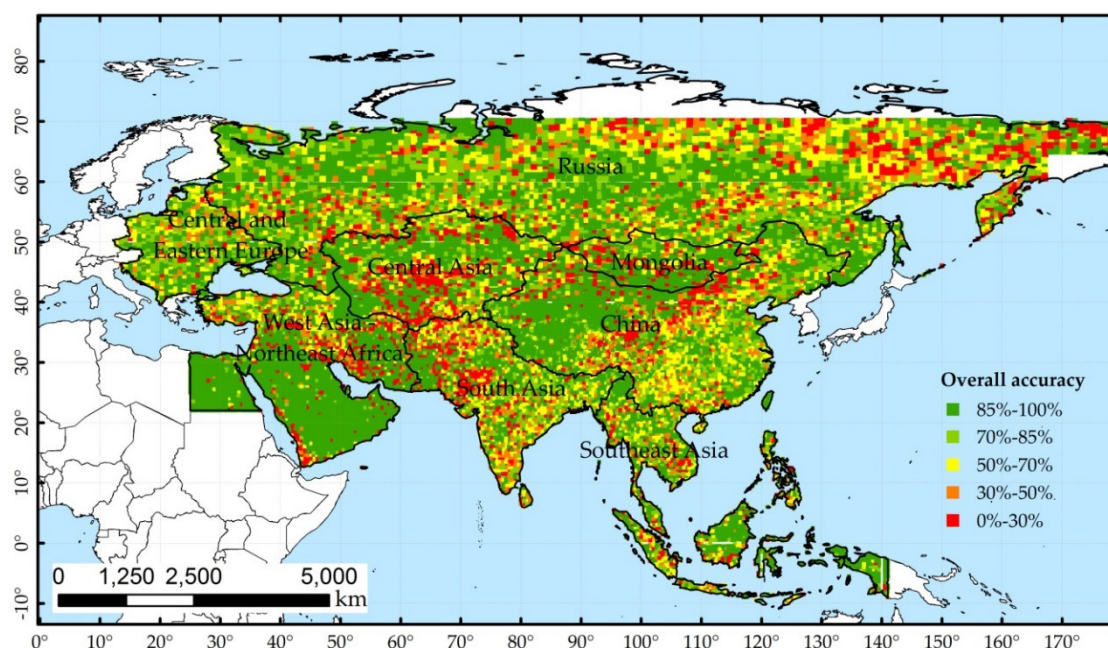 80°
70°
60°
50°
40°
30°
20°
10°
0°
-10°
Russia
Central and
Eastern Europe
Central Asia
Mongolia
West Asia
China
Northeast Africa
South Asia
Southeast Asia
Overall accuracy
85%-100%
70%-85%
50%-70%
30%-50%
0%-30%
0 1,250 2,500 5,000
km
0° 10° 20° 30° 40° 50° 60° 70° 80° 90° 100° 110° 120° 130° 140° 150° 160° 170°